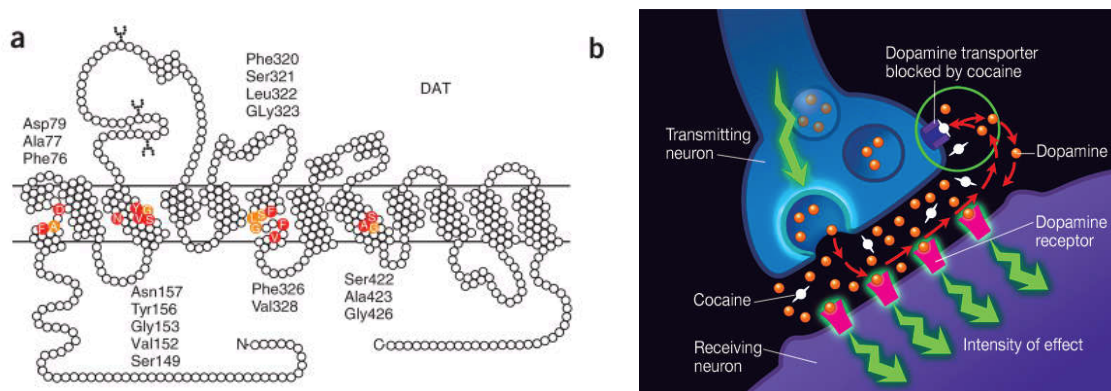 a
Phe320
Ser321
Leu322
GLy323
DAT
Asp79
Ala77
Phe76
Asn157
Tyr156
Gly153
Val152
Ser149
Phe326
Val328
Ser422
Ala423
Gly426
N
C
b
Dopamine transporter
blocked by cocaine
Transmitting
neuron
Dopamine
Dopamine
receptor
Cocaine
Receiving
neuron
Intensity of effect